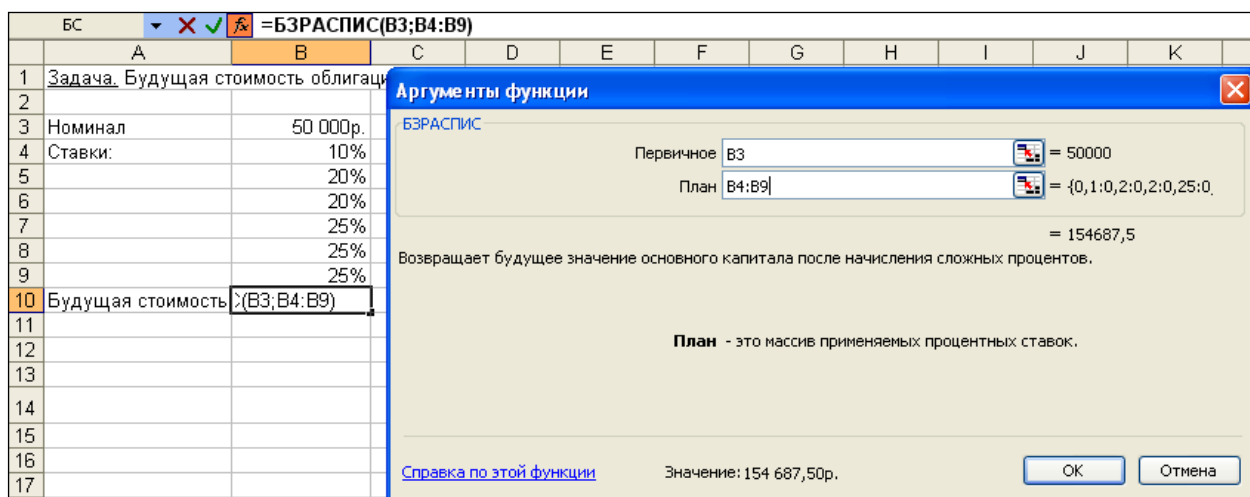 БС =БЗРАСПИС(B3;B4:B9)
A B C D E F G H I J K
1 Задача. Будущая стоимость облигаци
Аргументы функции
2
3 Номинал 50 000р.
БЗРАСПИС
4 Ставки: 10%
Первичное B3 = 50000
5 20%
План B4:B9 = {0,1:0,2:0,2:0,25:0,
6 20%
7 25%
= 154687,5
8 25%
Возвращает будущее значение основного капитала после начисления сложных процентов.
9 25%
10 Будущая стоимость С(B3;B4:B9)
11
12
План - это массив применяемых процентных ставок.
13
14
15
16
Справка по этой функции Значение: 154 687,50р. ОК Отмена
17